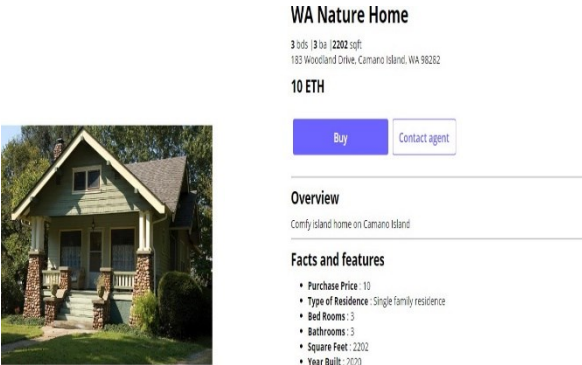 WA Nature Home
3 bds |3 ba |2202 sqft
183 Woodland Drive, Camano Island, WA 98282
10 ETH
Buy Contact agent
Overview
Comfy island home on Camano Island
Facts and features
• Purchase Price : 10
• Type of Residence : Single family residence
• Bed Rooms : 3
• Bathrooms : 3
• Square Feet : 2202
• Year Built : 2020